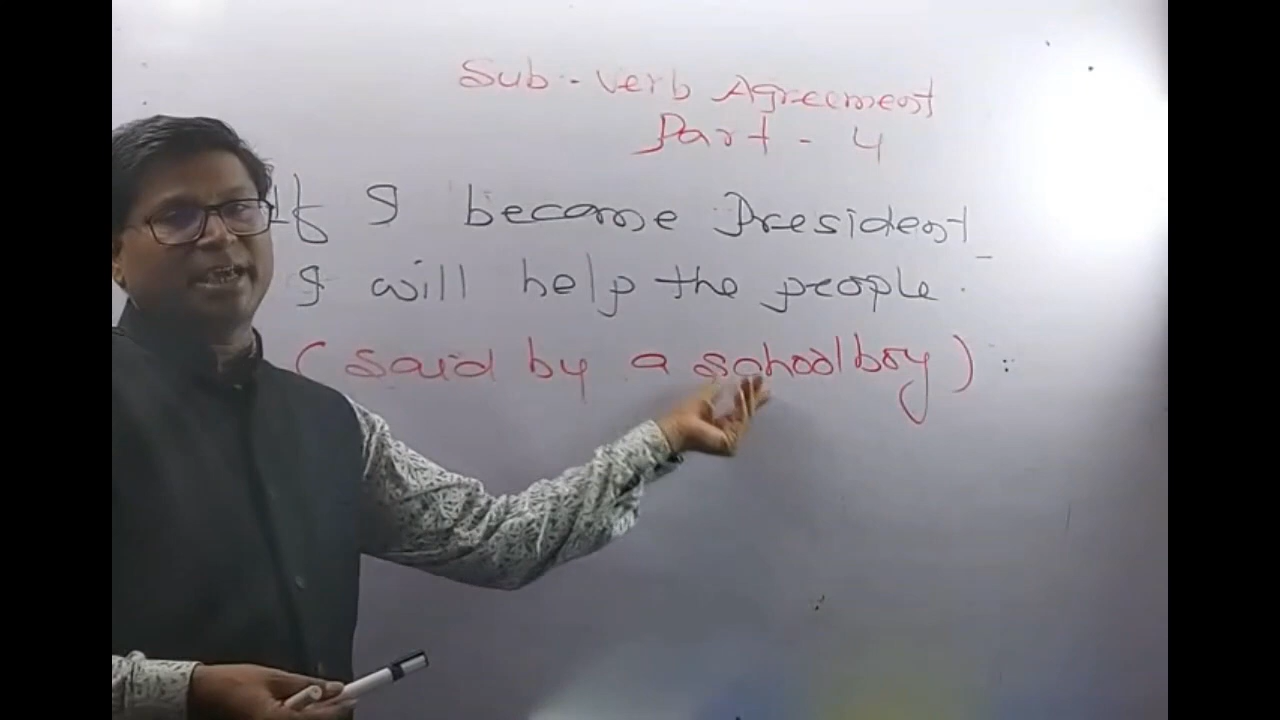 Sub - Verb Agreement
Part - 4
If I become President
I will help the people.
(said by a schoolboy) :